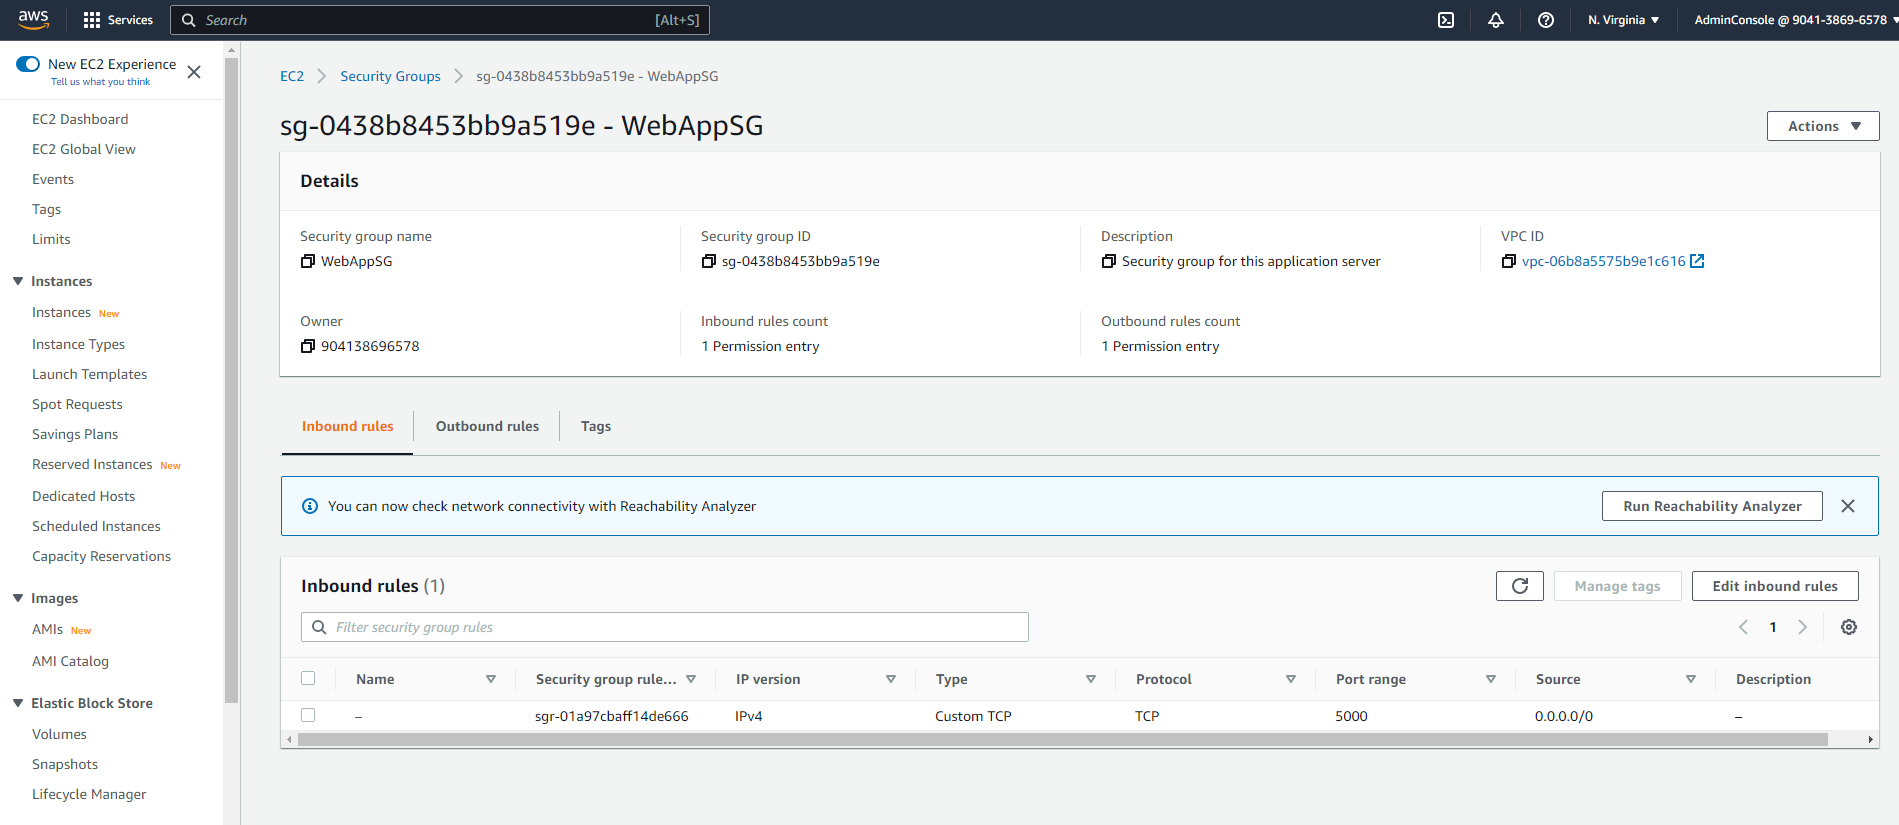 aws Services Search [Alt+S] N. Virginia AdminConsole @ 9041-3869-6578
New EC2 Experience
Tell us what you think
EC2 Dashboard
EC2 Global View
Events
Tags
Limits
Instances
Instances New
Instance Types
Launch Templates
Spot Requests
Savings Plans
Reserved Instances New
Dedicated Hosts
Scheduled Instances
Capacity Reservations
Images
AMIs New
AMI Catalog
Elastic Block Store
Volumes
Snapshots
Lifecycle Manager
EC2 Security Groups sg-0438b8453bb9a519e - WebAppSG
sg-0438b8453bb9a519e - WebAppSG
Actions
Details
Security group name
WebAppSG
Security group ID
sg-0438b8453bb9a519e
Description
Security group for this application server
VPC ID
vpc-06b8a5575b9e1c616
Owner
904138696578
Inbound rules count
1 Permission entry
Outbound rules count
1 Permission entry
Inbound rules Outbound rules Tags
You can now check network connectivity with Reachability Analyzer Run Reachability Analyzer
Inbound rules (1) Manage tags Edit inbound rules
Filter security group rules 1
Name Security group rule... IP version Type Protocol Port range Source Description
– sgr-01a97cbaff14de666 IPv4 Custom TCP TCP 5000 0.0.0.0/0 –